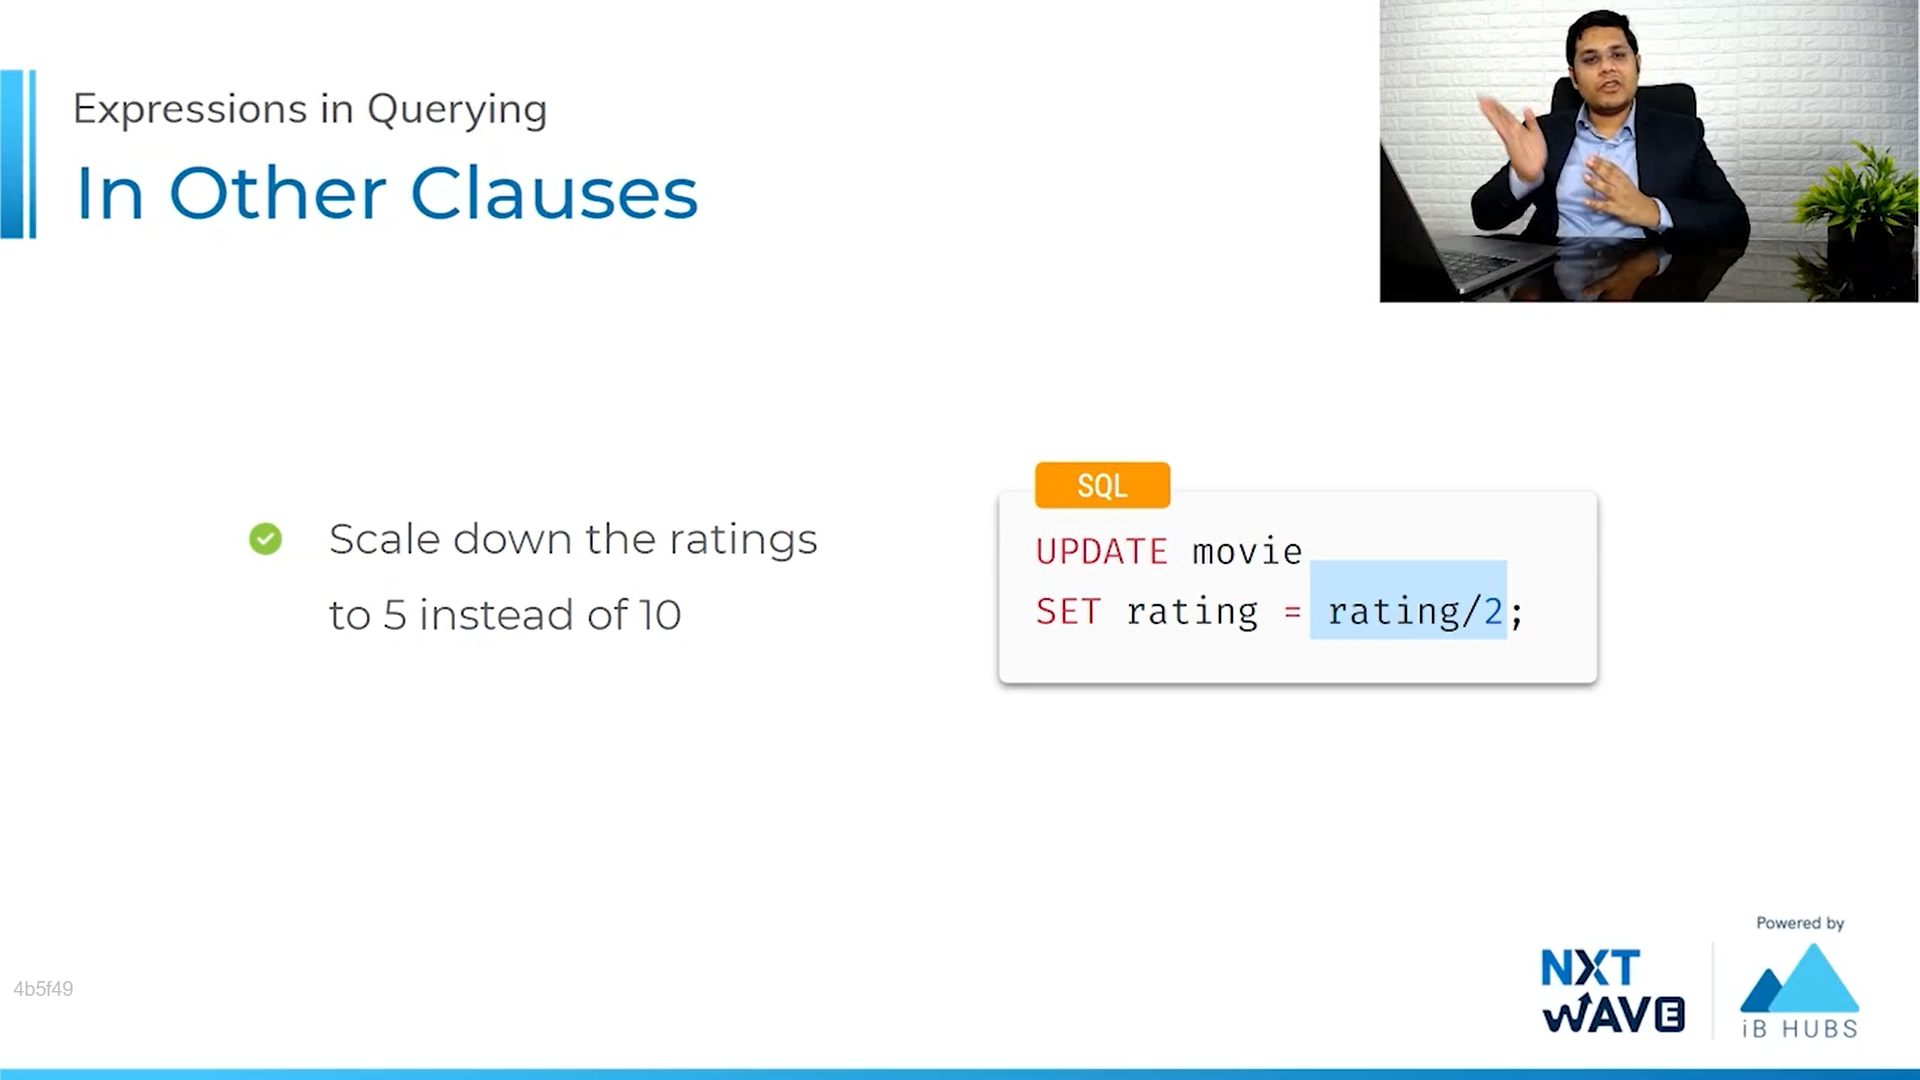 Expressions in Querying
In Other Clauses
Scale down the ratings
to 5 instead of 10
SQL
UPDATE movie
SET rating = rating/2;
4b5f49
NXT
WAVE
Powered by
iB HUBS